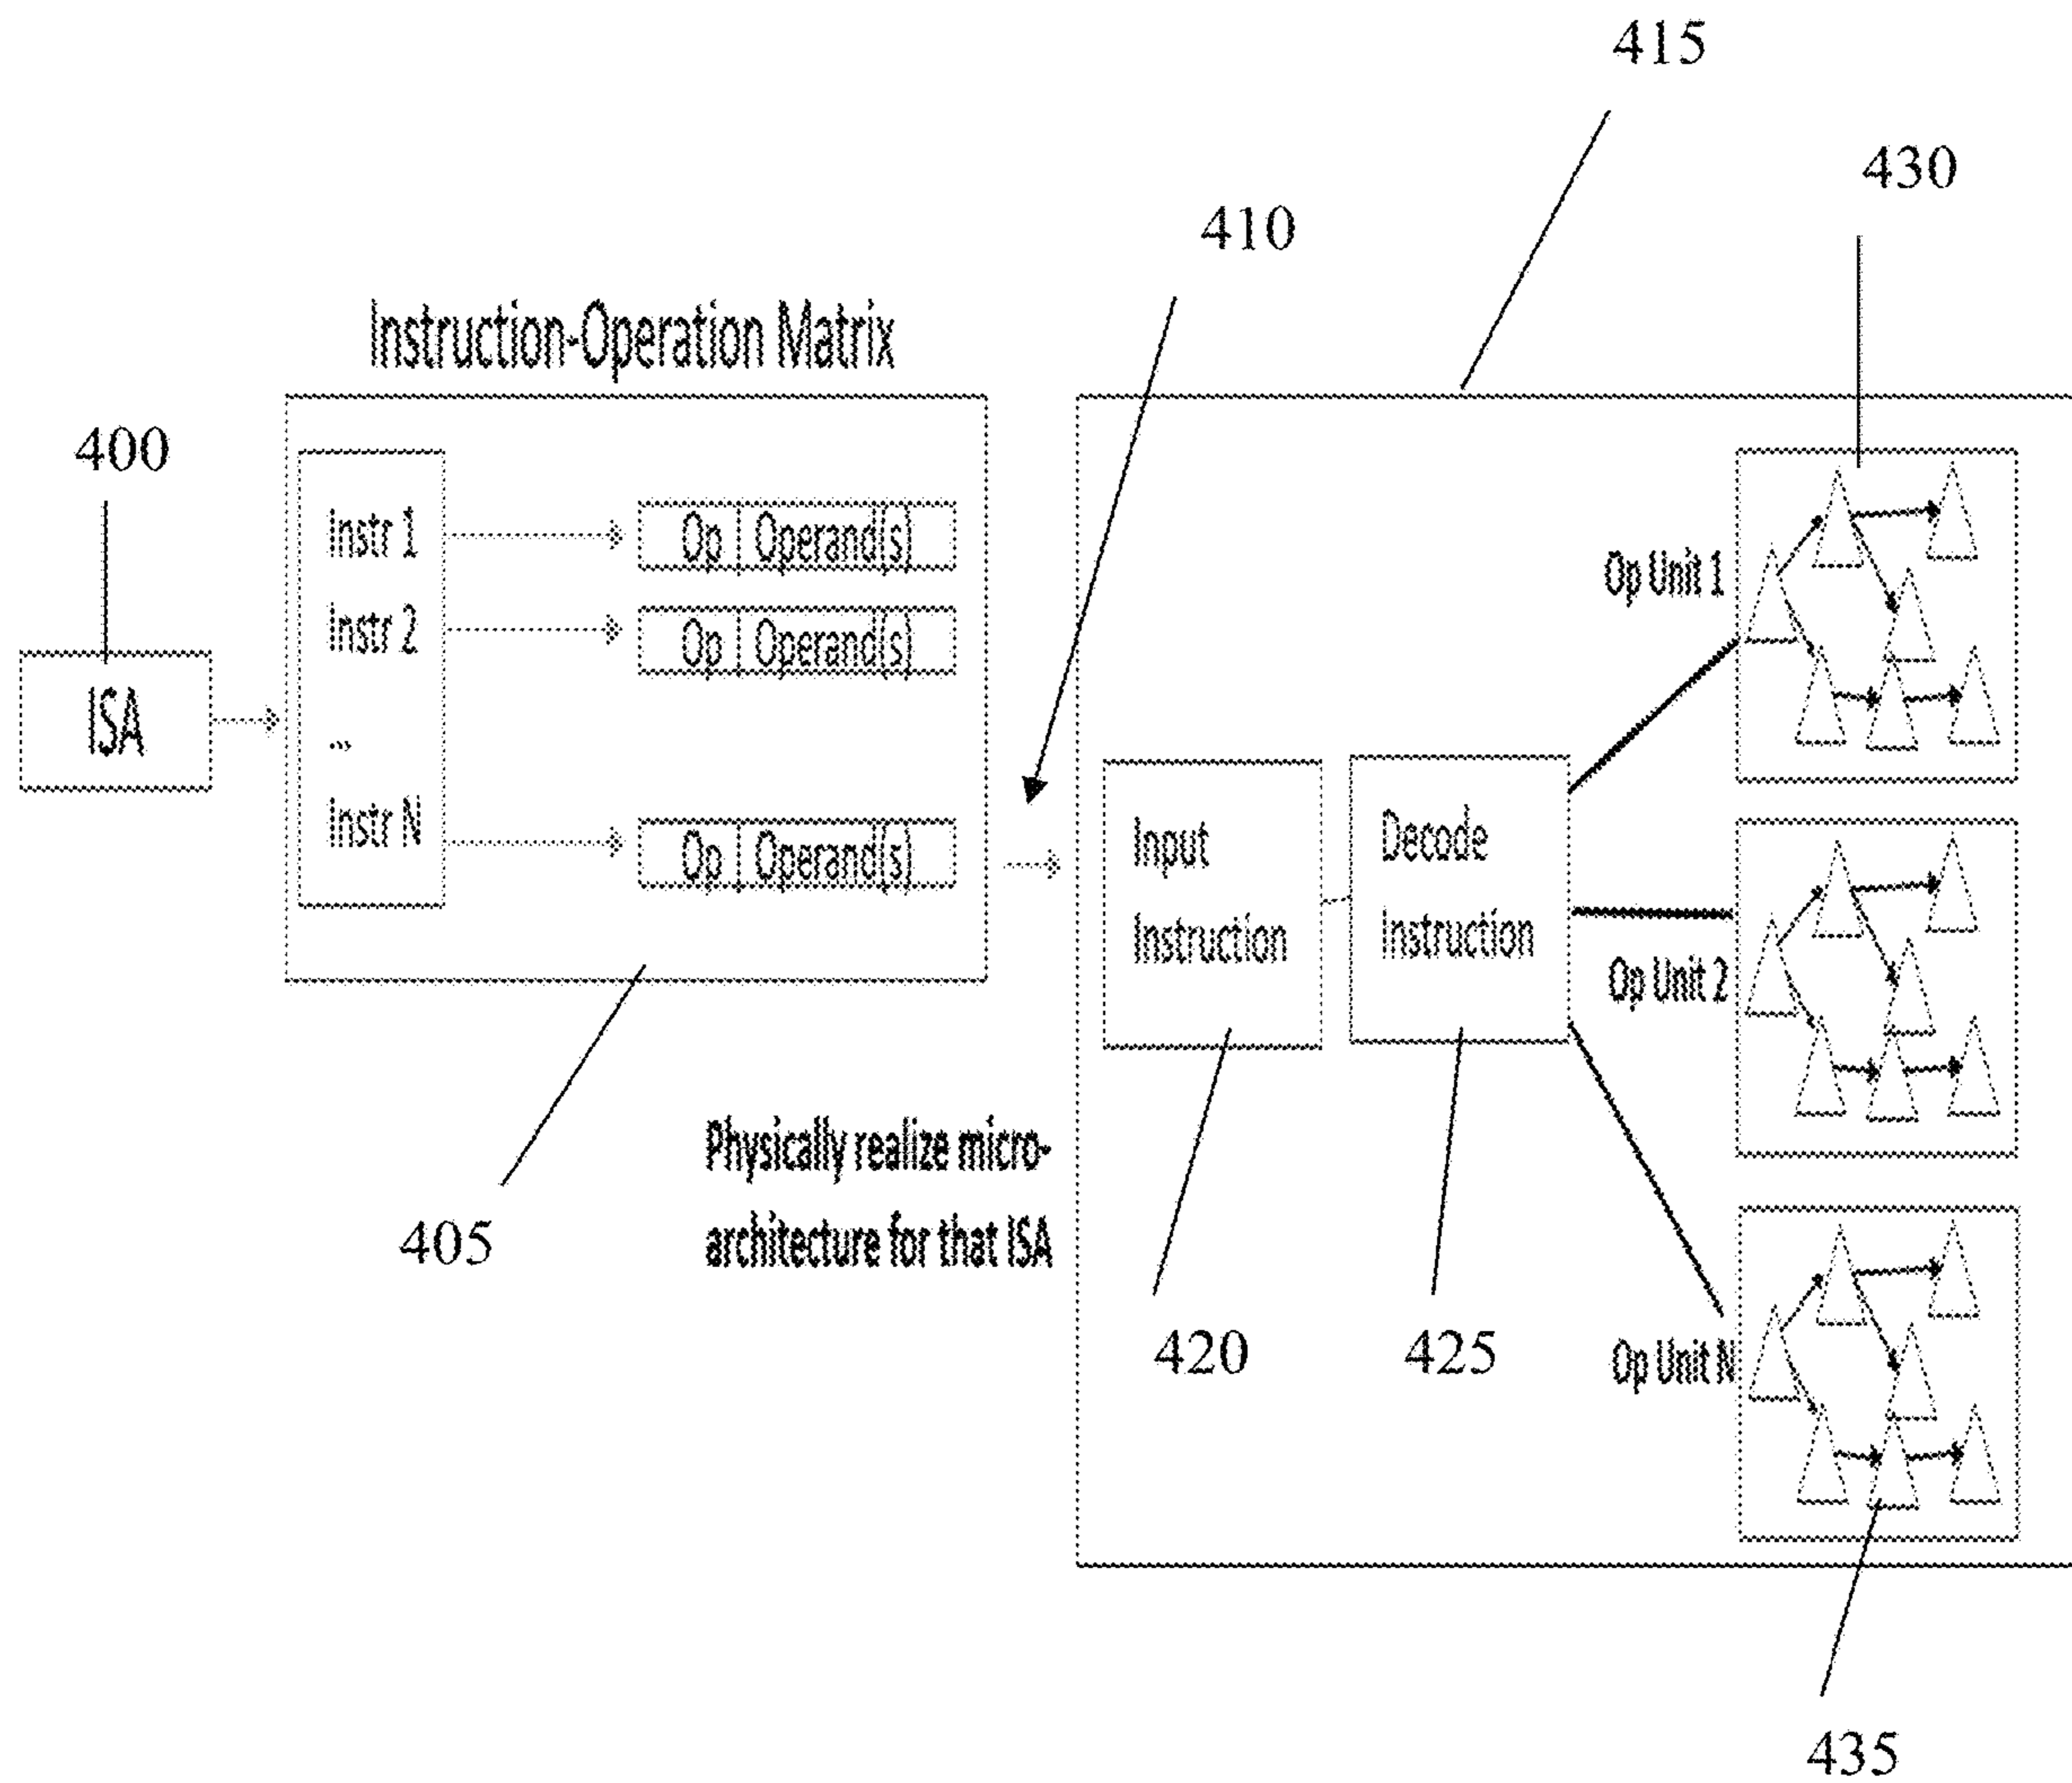 415
430
410
Instruction-Operation Matrix
400
Instr 1
Op Operand(s)
Op Unit 1
Instr 2
Op Operand(s)
ISA
...
Instr N
Op Operand(s)
Input
Instruction
Decode
Instruction
Op Unit 2
Physically realize micro-
architecture for that ISA
405
420
425
Op Unit N
435